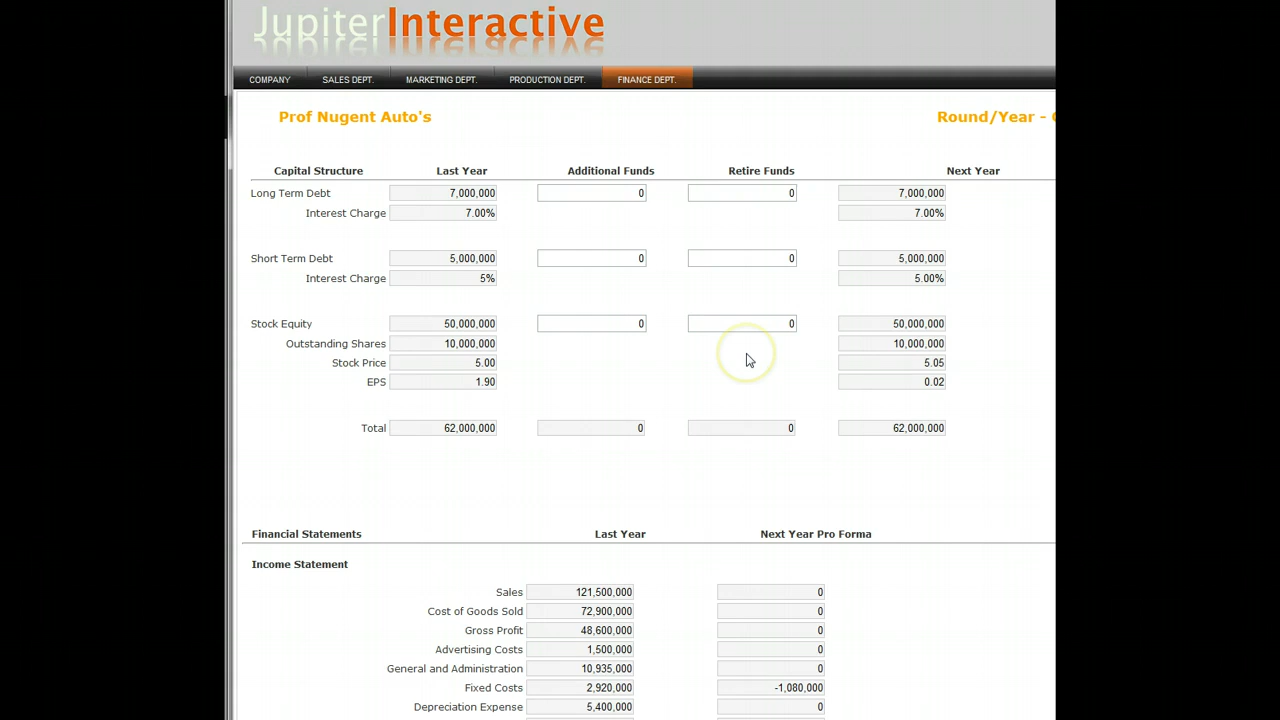 JupiterInteractive
COMPANY SALES DEPT. MARKETING DEPT. PRODUCTION DEPT. FINANCE DEPT.
Prof Nugent Auto's Round/Year -
Capital Structure Last Year Additional Funds Retire Funds Next Year
Long Term Debt 7,000,000 0 0 7,000,000
Interest Charge 7.00% 7.00%
Short Term Debt 5,000,000 0 0 5,000,000
Interest Charge 5% 5.00%
Stock Equity 50,000,000 0 0 50,000,000
Outstanding Shares 10,000,000 10,000,000
Stock Price 5.00 5.05
EPS 1.90 0.02
Total 62,000,000 0 0 62,000,000
Financial Statements Last Year Next Year Pro Forma
Income Statement
Sales 121,500,000 0
Cost of Goods Sold 72,900,000 0
Gross Profit 48,600,000 0
Advertising Costs 1,500,000 0
General and Administration 10,935,000 0
Fixed Costs 2,920,000 -1,080,000
Depreciation Expense 5,400,000 0